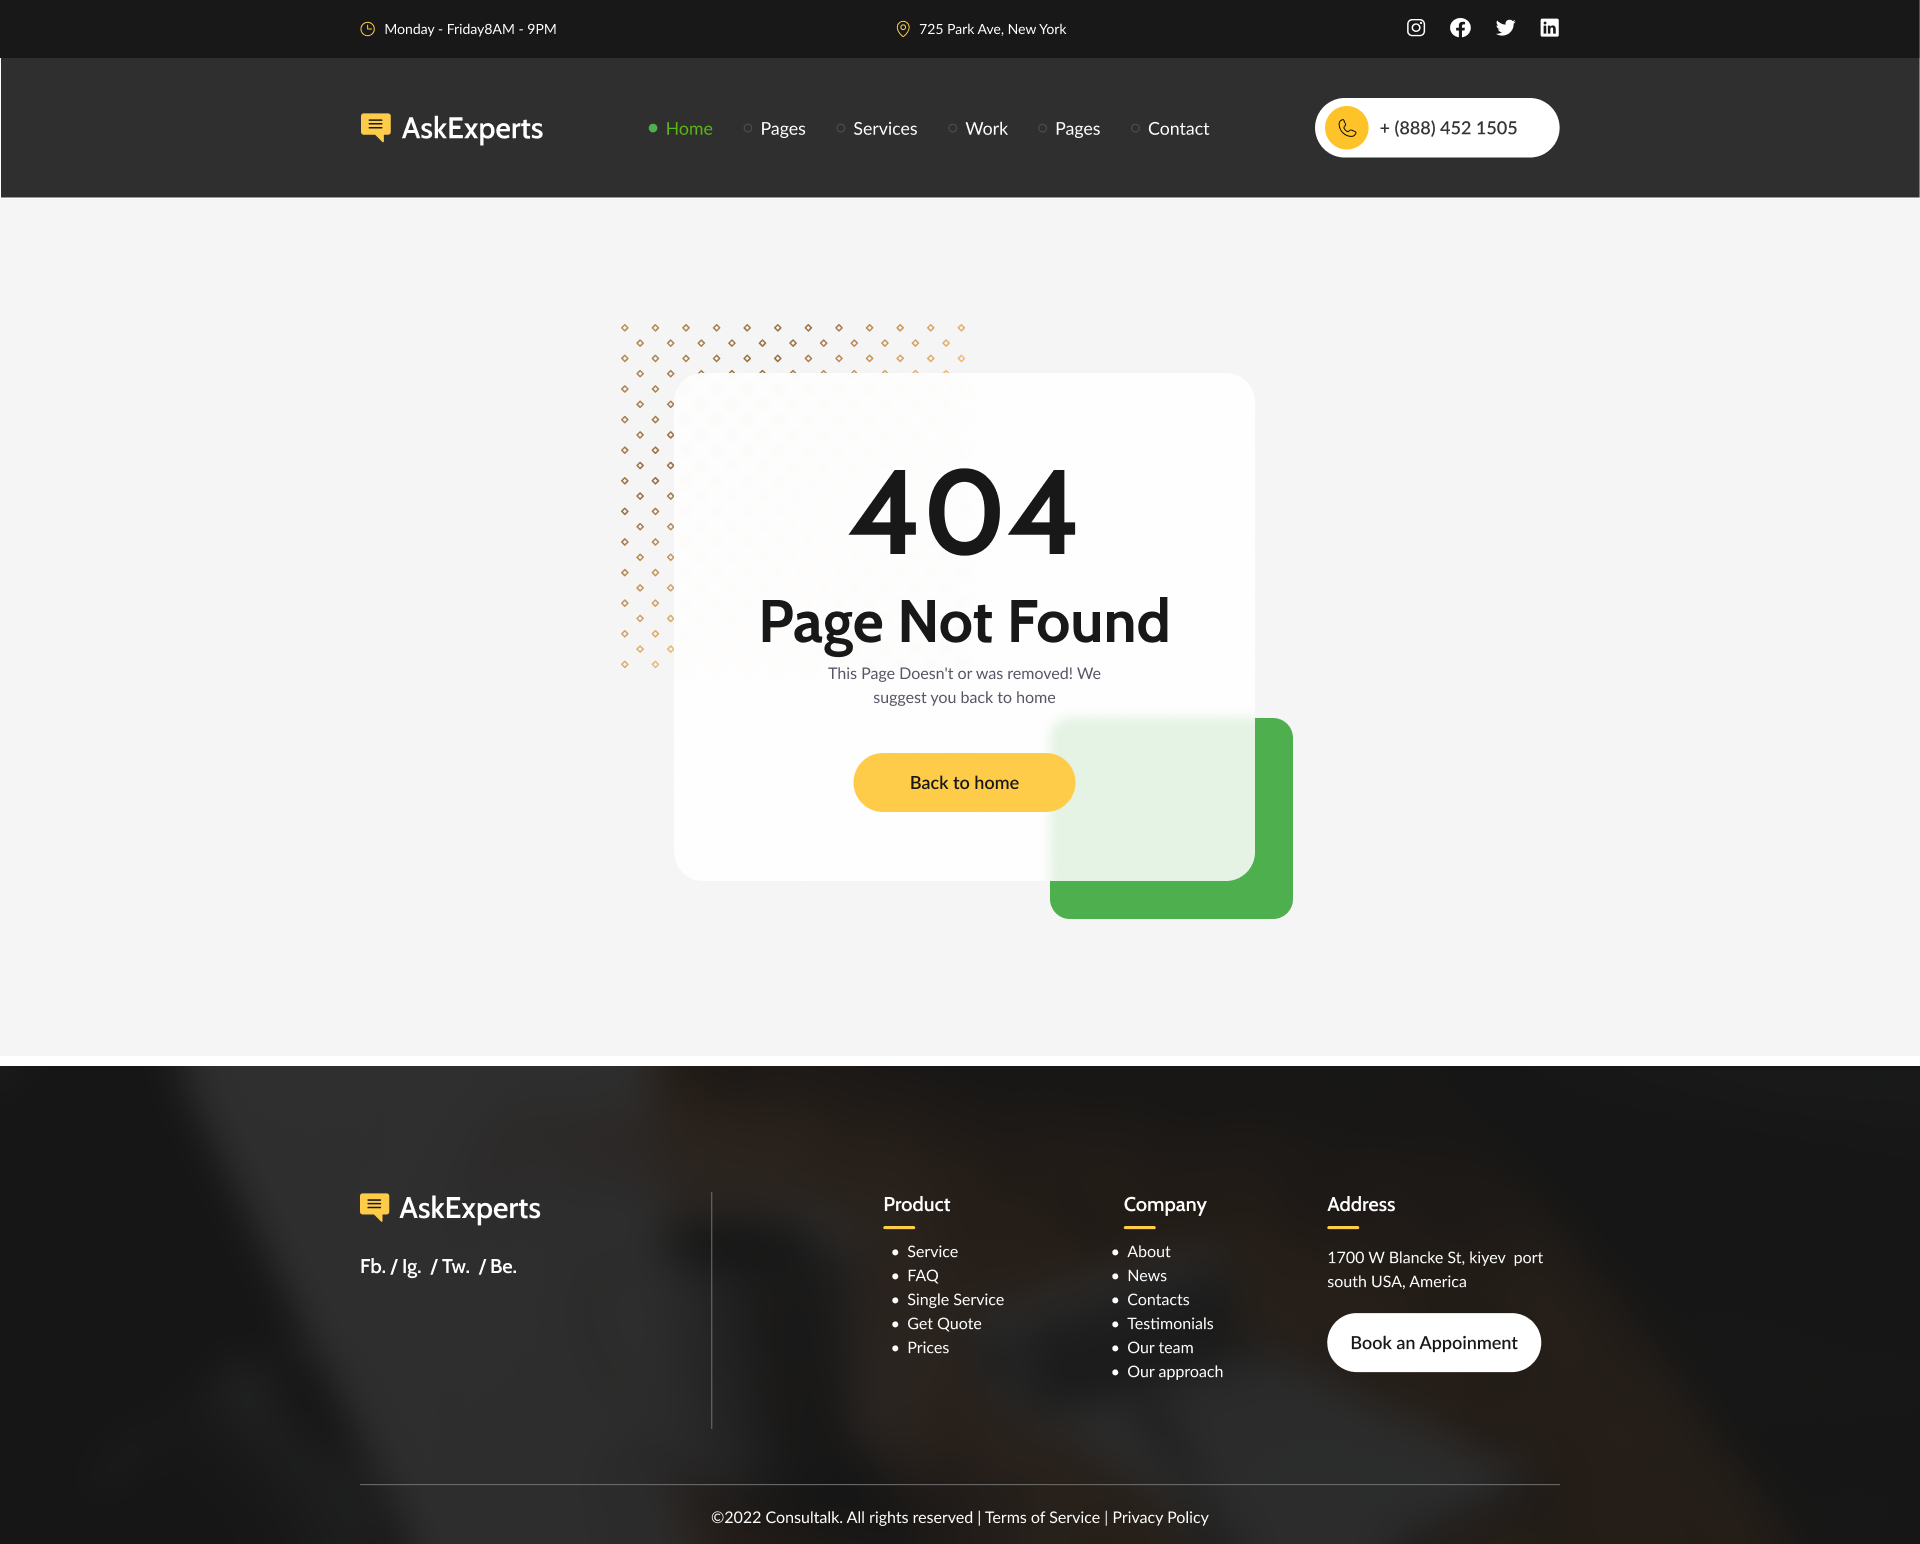 Monday - Friday8AM - 9PM
725 Park Ave, New York
AskExperts
Home
Pages
Services
Work
Pages
Contact
+ (888) 452 1505
404
Page Not Found
This Page Doesn't or was removed! We
suggest you back to home
Back to home
AskExperts
Fb. / Ig. / Tw. / Be.
Product
Service
FAQ
Single Service
Get Quote
Prices
Company
About
News
Contacts
Testimonials
Our team
Our approach
Address
1700 W Blancke St, kiyev port
south USA, America
Book an Appoinment
©2022 Consultalk. All rights reserved | Terms of Service | Privacy Policy